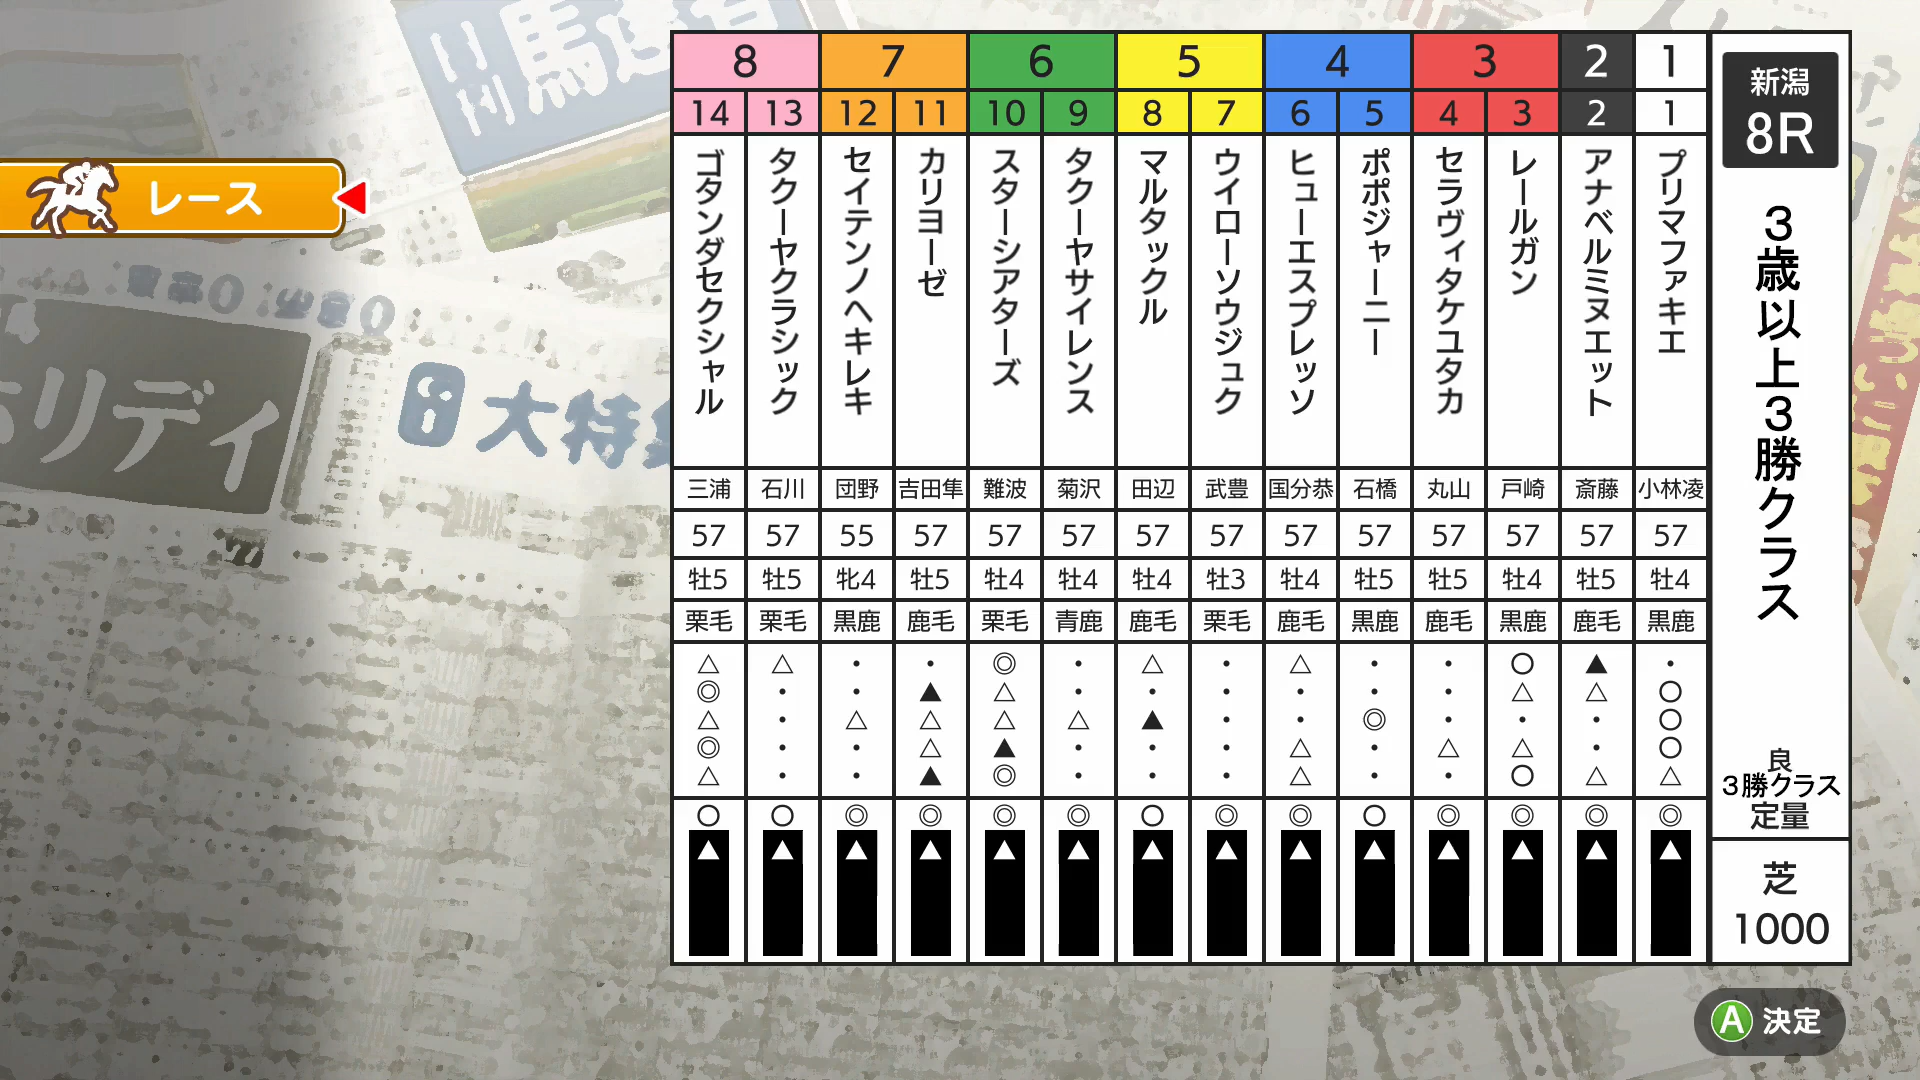 レース
新潟
8R
3歳以上3勝クラス
良
3勝クラス
定量
芝
1000
8 7 6 5 4 3 2 1
14 13 12 11 10 9 8 7 6 5 4 3 2 1
ゴタンダセクシャル
タクーヤクラシック
セイテンノヘキレキ
カリヨーゼ
スターシアターズ
タクーヤサイレンス
マルタックル
ウイローソウジュク
ヒューエスプレッソ
ポポジャーニー
セラヴィタケユタカ
レールガン
アナベルミヌエット
プリマファキエ
三浦 石川 団野 吉田隼 難波 菊沢 田辺 武豊 国分恭 石橋 丸山 戸崎 斎藤 小林凌
57 57 55 57 57 57 57 57 57 57 57 57 57 57
牡5 牡5 牝4 牡5 牡4 牡4 牡4 牡3 牡4 牡5 牡5 牡4 牡5 牡4
栗毛 栗毛 黒鹿 鹿毛 栗毛 青鹿 鹿毛 栗毛 鹿毛 黒鹿 鹿毛 黒鹿 鹿毛 黒鹿
△ △ ・ ・ ◎ ・ △ ・ △ ・ ・ ○ ▲ ・
◎ ・ ・ ▲ △ ・ ・ ・ ・ ・ ・ △ △ ○
△ ・ △ △ △ △ ▲ ・ ・ ◎ ・ ・ ・ ○
◎ ・ ・ △ ▲ ・ ・ ・ △ ・ △ △ ・ ○
△ ・ ・ ▲ ◎ ・ ・ ・ △ ・ ・ ○ △ △
○ ○ ◎ ◎ ◎ ◎ ○ ◎ ◎ ○ ◎ ◎ ◎ ◎
△ △ △ △ △ △ △ △ △ △ △ △ △ △
A 決定
リディ
大特